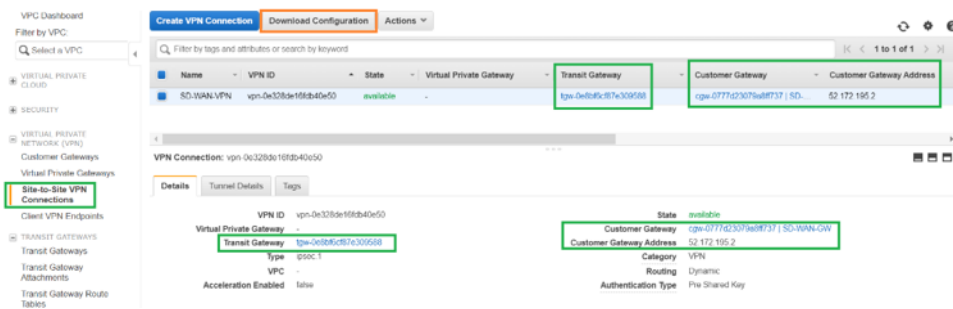 VPC Dashboard
Filter by VPC:
Select a VPC
VIRTUAL PRIVATE
CLOUD
SECURITY
VIRTUAL PRIVATE
NETWORK (VPN)
Customer Gateways
Virtual Private Gateways
Site-to-Site VPN
Connections
Client VPN Endpoints
TRANSIT GATEWAYS
Transit Gateways
Transit Gateway
Attachments
Transit Gateway Route
Tables
Create VPN Connection Download Configuration Actions
Filter by tags and attributes or search by keyword 1 to 1 of 1
Name VPN ID State Virtual Private Gateway Transit Gateway Customer Gateway Customer Gateway Address
SD-WAN-VPN vpn-0e328de16fdb40e50 available - tgw-0e8bf6cf87e309588 cgw-0777d23079a8ff737 | SD-... 52.172.195.2
VPN Connection: vpn-0e328de16fdb40e50
Details Tunnel Details Tags
VPN ID vpn-0e328de16fdb40e50 State available
Virtual Private Gateway - Customer Gateway cgw-0777d23079a8ff737 | SD-WAN-GW
Transit Gateway tgw-0e8bf6cf87e309588 Customer Gateway Address 52.172.195.2
Type ipsec.1 Category VPN
VPC - Routing Dynamic
Acceleration Enabled false Authentication Type Pre Shared Key